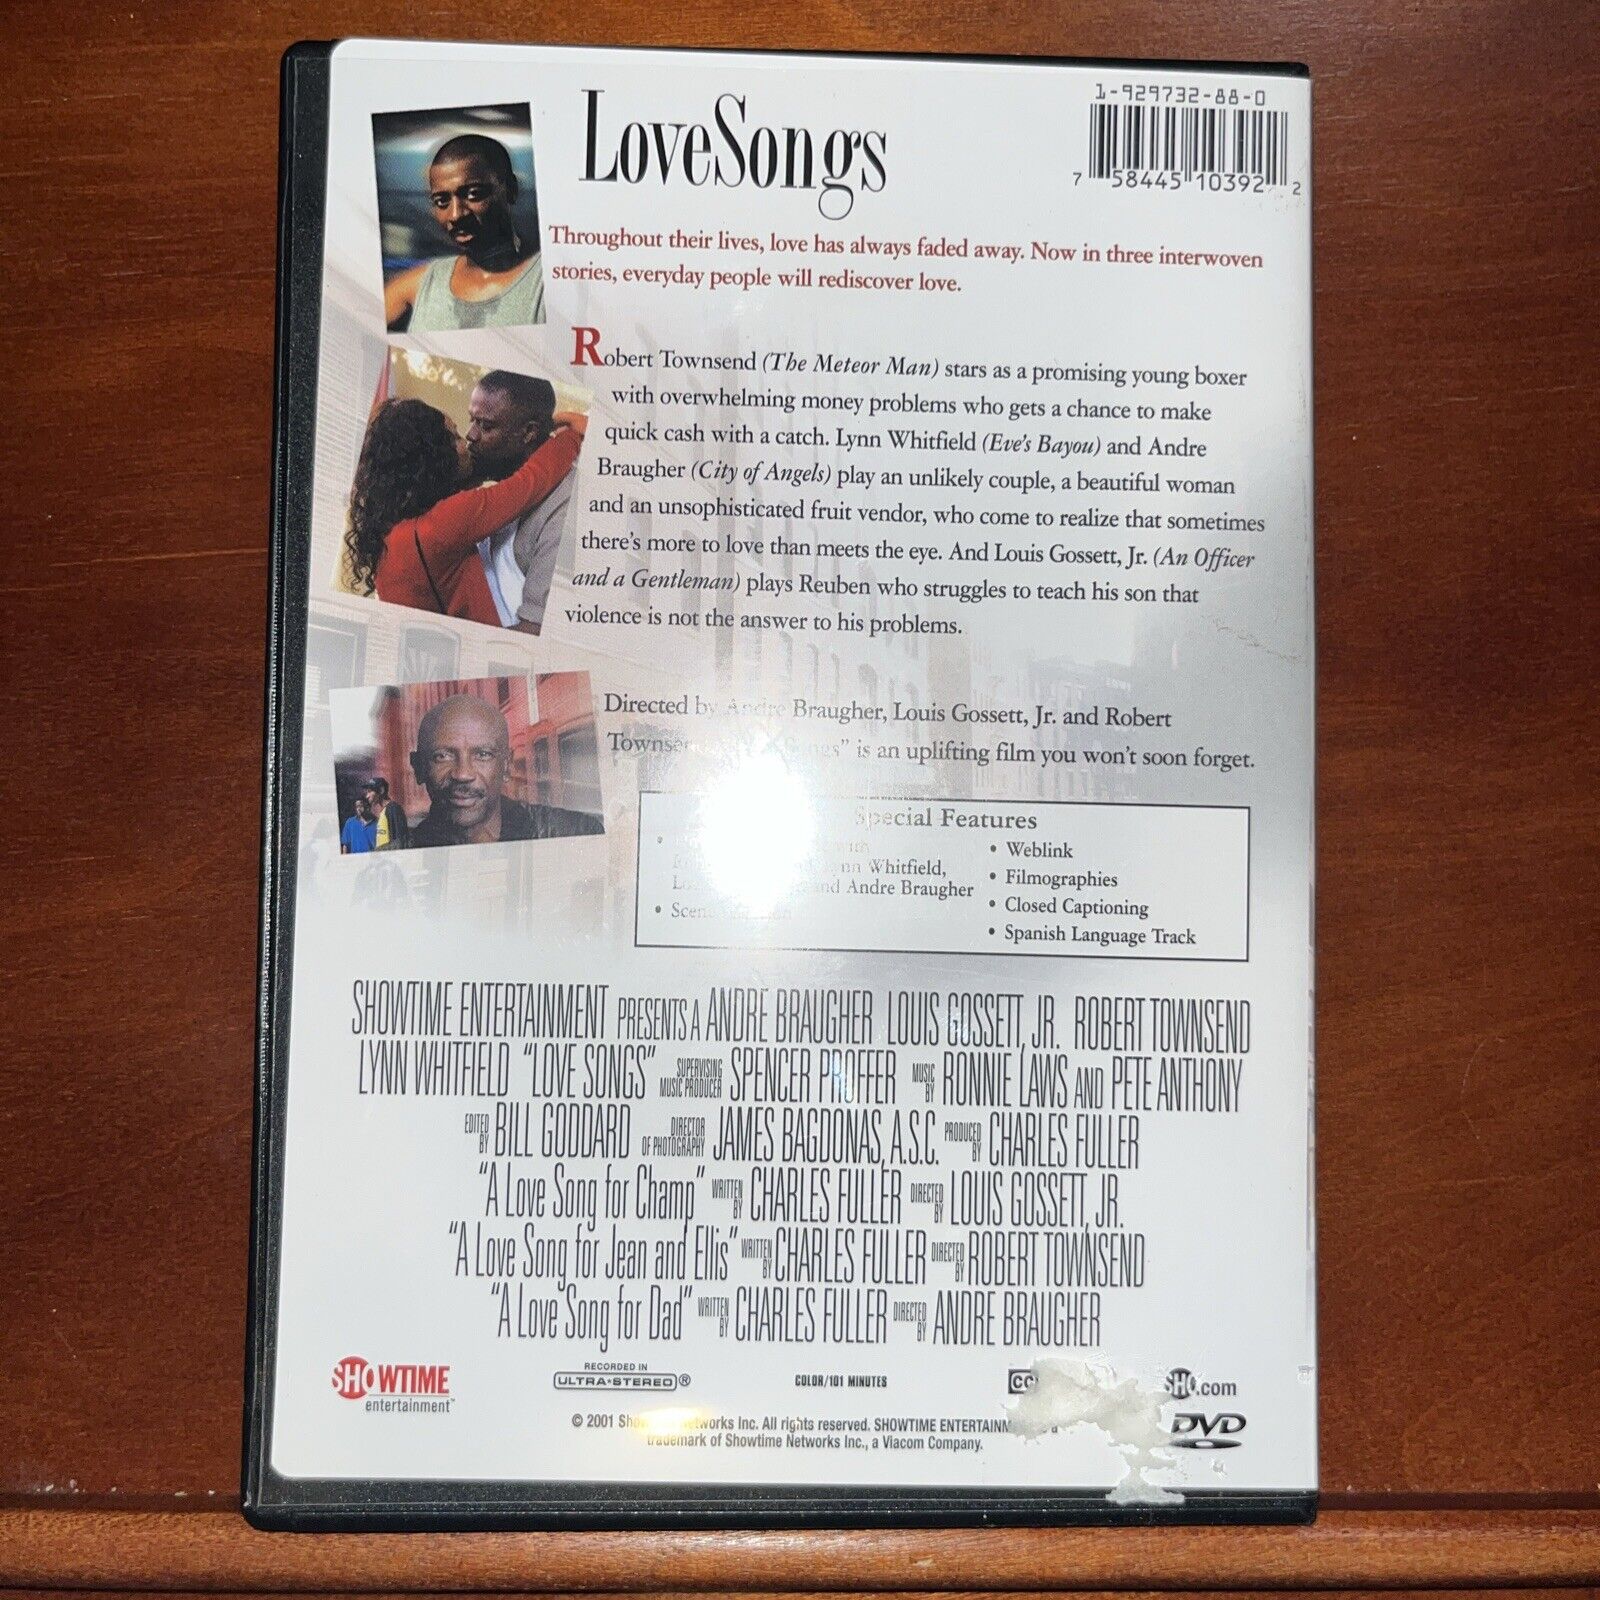 1-929732-88-0
LoveSongs
7 58445 10392 2
Throughout their lives, love has always faded away. Now in three interwoven
stories, everyday people will rediscover love.
Robert Townsend (The Meteor Man) stars as a promising young boxer
with overwhelming money problems who gets a chance to make
quick cash with a catch. Lynn Whitfield (Eve's Bayou) and Andre
Braugher (City of Angels) play an unlikely couple, a beautiful woman
and an unsophisticated fruit vendor, who come to realize that sometimes
there's more to love than meets the eye. And Louis Gossett, Jr. (An Officer
and a Gentleman) plays Reuben who struggles to teach his son that
violence is not the answer to his problems.
Directed by Andre Braugher, Louis Gossett, Jr. and Robert
is an uplifting film you won't soon forget.
Special Features
with
Whitfield,
and Andre Braugher
• Weblink
• Filmographies
• Closed Captioning
• Spanish Language Track
SHOWTIME ENTERTAINMENT PRESENTS A ANDRE BRAUGHER LOUIS GOSSETT, JR. ROBERT TOWNSEND
LYNN WHITFIELD "LOVE SONGS" SUPERVISING MUSIC PRODUCER SPENCER PROFFER MUSIC BY RONNIE LAWS AND PETE ANTHONY
EDITED BY BILL GODDARD DIRECTOR OF PHOTOGRAPHY JAMES BAGDONAS, A.S.C. PRODUCED BY CHARLES FULLER
"A Love Song for Champ" WRITTEN BY CHARLES FULLER DIRECTED BY LOUIS GOSSETT, JR.
"A Love Song for Jean and Ellis" WRITTEN BY CHARLES FULLER DIRECTED BY ROBERT TOWNSEND
"A Love Song for Dad" WRITTEN BY CHARLES FULLER DIRECTED BY ANDRE BRAUGHER
SHOWTIME
entertainment™
RECORDED IN
ULTRA★STEREO®
COLOR/101 MINUTES
CC
SHO.com
DVD
© 2001 Networks Inc. All rights reserved. SHOWTIME
trademark of Showtime Networks Inc., a Viacom Company.